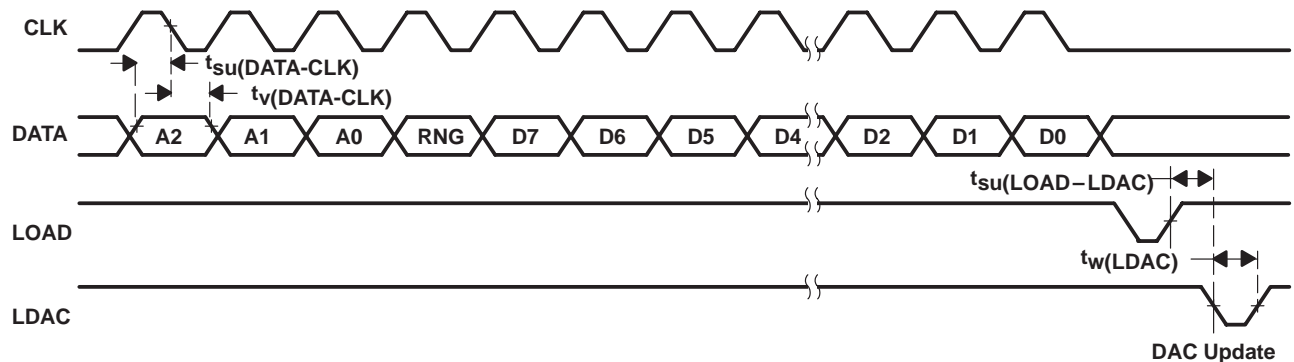 CLK
tsu(DATA-CLK)
tv(DATA-CLK)
DATA
A2 A1 A0 RNG D7 D6 D5 D4 D2 D1 D0
tsu(LOAD–LDAC)
LOAD
tw(LDAC)
LDAC
DAC Update